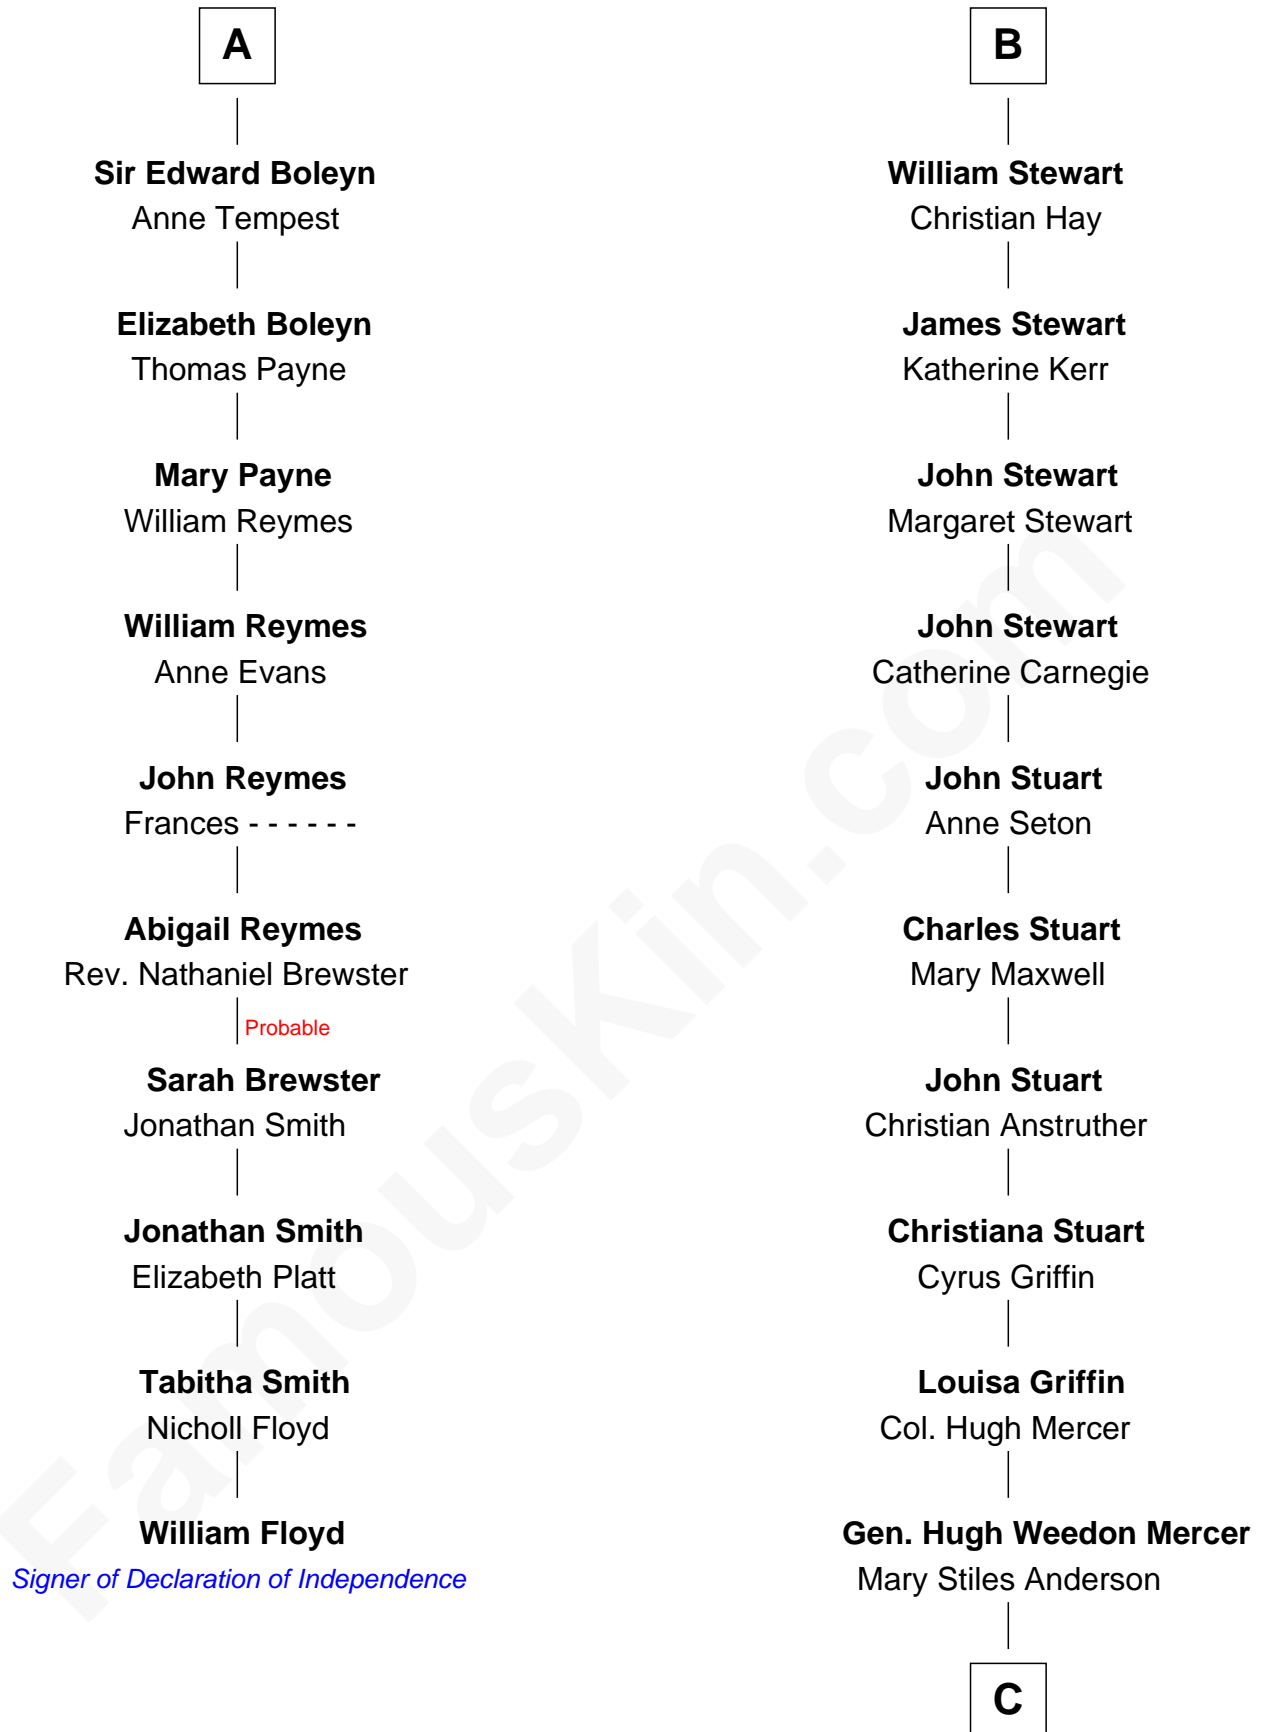 A
Sir Edward Boleyn
Anne Tempest
Elizabeth Boleyn
Thomas Payne
Mary Payne
William Reymes
William Reymes
Anne Evans
John Reymes
Frances - - - - - -
Abigail Reymes
Rev. Nathaniel Brewster
Probable
Sarah Brewster
Jonathan Smith
Jonathan Smith
Elizabeth Platt
Tabitha Smith
Nicholl Floyd
William Floyd
Signer of Declaration of Independence
B
William Stewart
Christian Hay
James Stewart
Katherine Kerr
John Stewart
Margaret Stewart
John Stewart
Catherine Carnegie
John Stuart
Anne Seton
Charles Stuart
Mary Maxwell
John Stuart
Christian Anstruther
Christiana Stuart
Cyrus Griffin
Louisa Griffin
Col. Hugh Mercer
Gen. Hugh Weedon Mercer
Mary Stiles Anderson
C
FamousKin.com